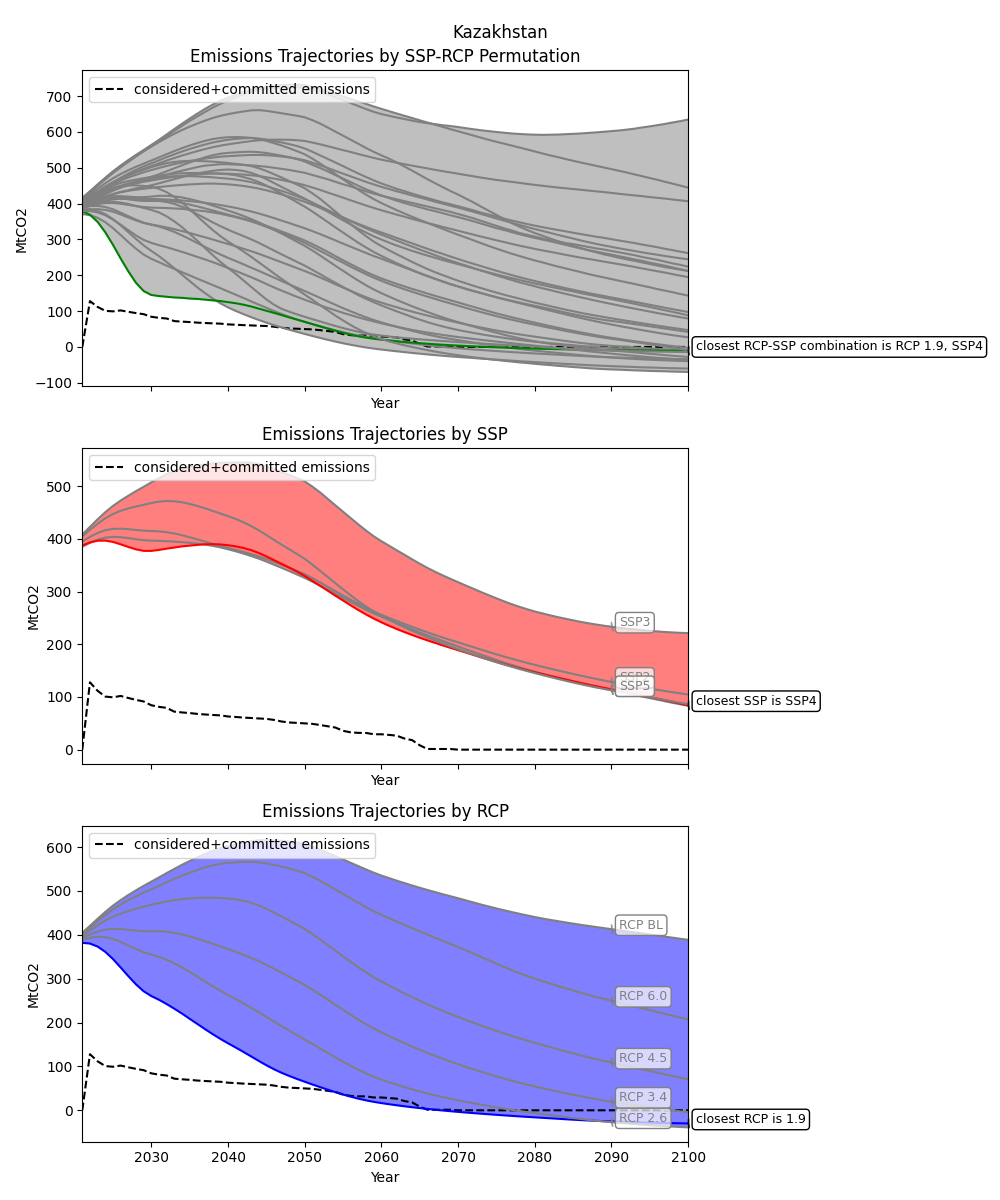 Kazakhstan
Emissions Trajectories by SSP-RCP Permutation
considered+committed emissions
700
600
500
400
300
200
100
0
−100
MtCO2
closest RCP-SSP combination is RCP 1.9, SSP4
Year
Emissions Trajectories by SSP
considered+committed emissions
500
400
300
200
100
0
MtCO2
SSP3
SSP5
closest SSP is SSP4
Year
Emissions Trajectories by RCP
considered+committed emissions
600
500
400
300
200
100
0
MtCO2
RCP BL
RCP 6.0
RCP 4.5
RCP 3.4
RCP 2.6
closest RCP is 1.9
2030 2040 2050 2060 2070 2080 2090 2100
Year